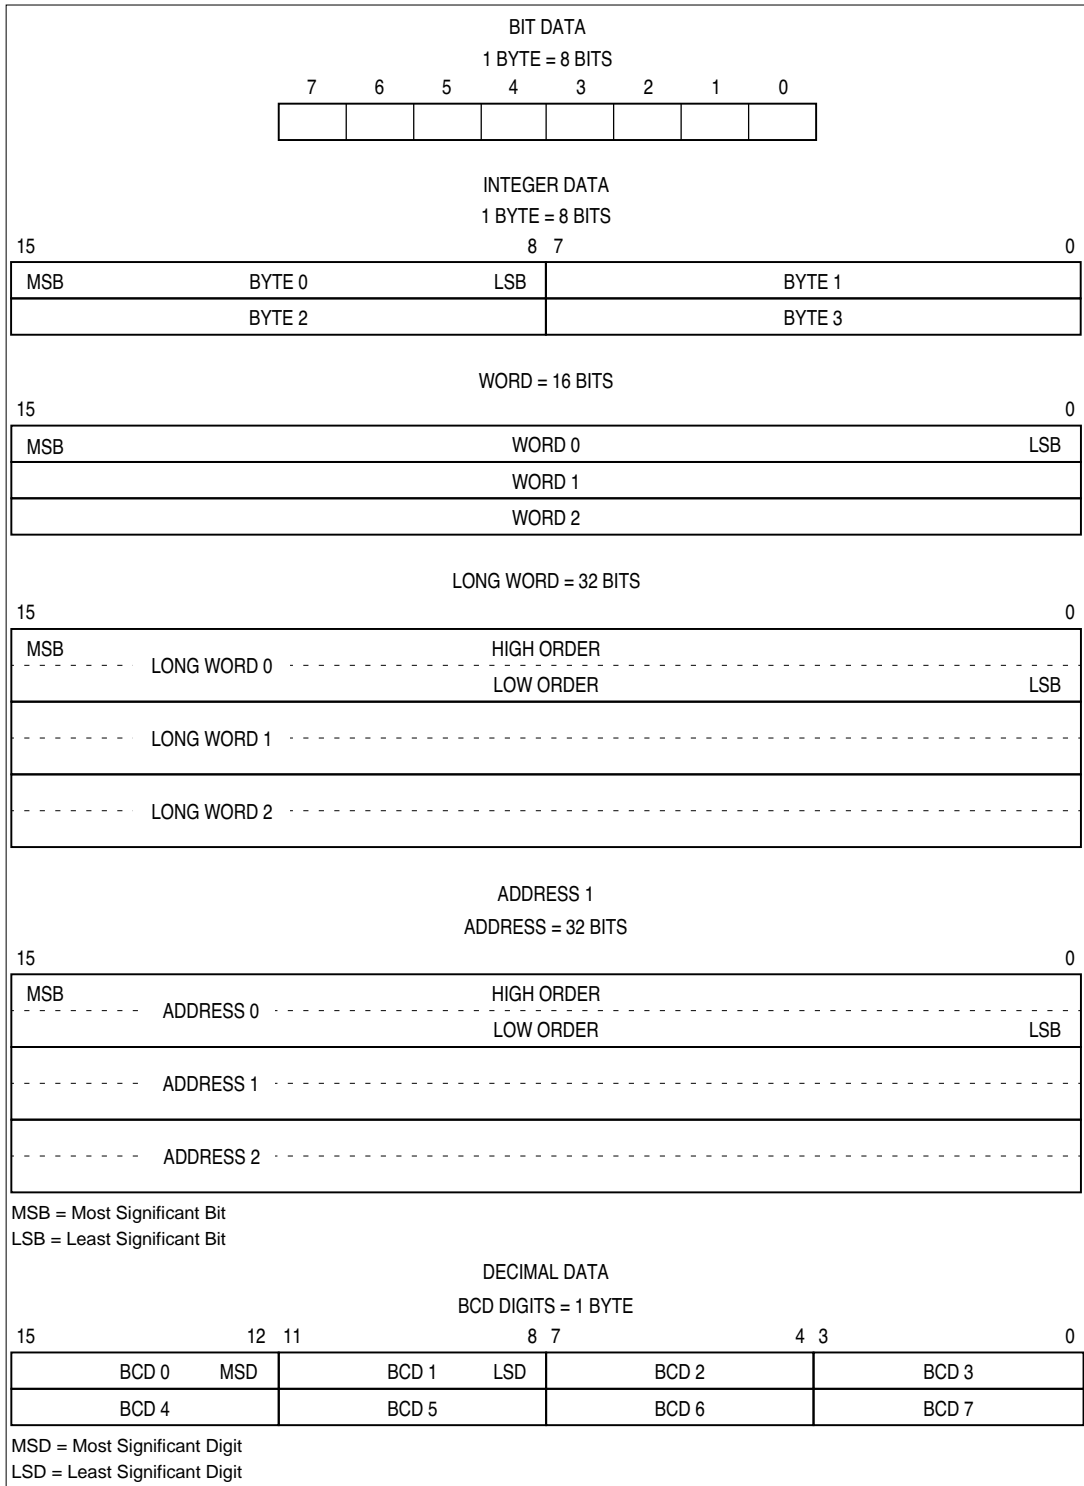 BIT DATA
1 BYTE = 8 BITS
7 6 5 4 3 2 1 0
INTEGER DATA
1 BYTE = 8 BITS
15 8 7 0
MSB BYTE 0 LSB BYTE 1
BYTE 2 BYTE 3
WORD = 16 BITS
15 0
MSB WORD 0 LSB
WORD 1
WORD 2
LONG WORD = 32 BITS
15 0
MSB HIGH ORDER
LONG WORD 0
LOW ORDER LSB
LONG WORD 1
LONG WORD 2
ADDRESS 1
ADDRESS = 32 BITS
15 0
MSB HIGH ORDER
ADDRESS 0
LOW ORDER LSB
ADDRESS 1
ADDRESS 2
MSB = Most Significant Bit
LSB = Least Significant Bit
DECIMAL DATA
BCD DIGITS = 1 BYTE
15 12 11 8 7 4 3 0
BCD 0 MSD BCD 1 LSD BCD 2 BCD 3
BCD 4 BCD 5 BCD 6 BCD 7
MSD = Most Significant Digit
LSD = Least Significant Digit